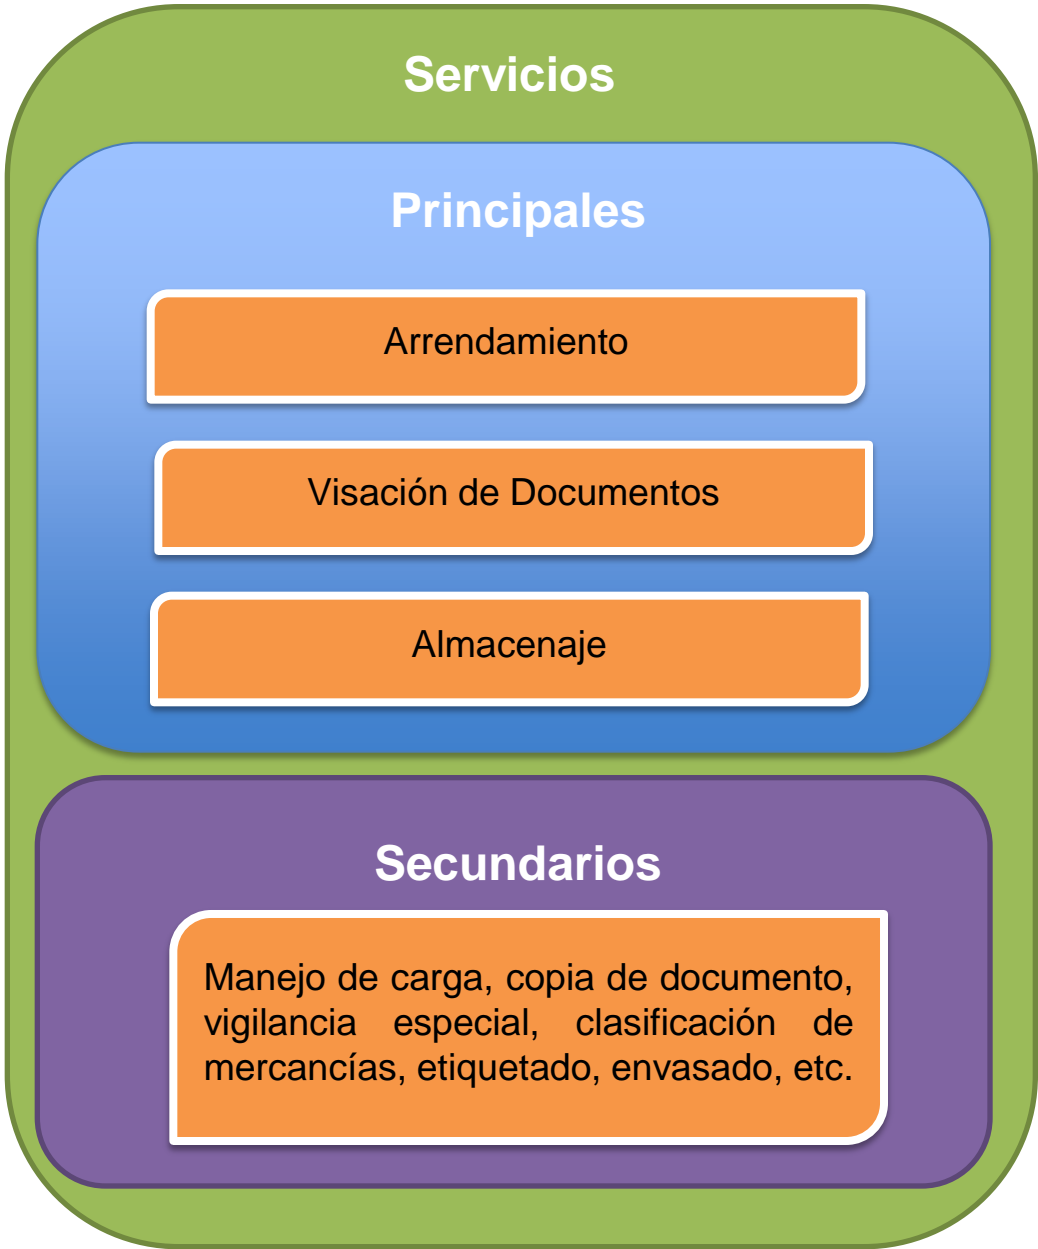 Servicios
Principales
Arrendamiento
Visación de Documentos
Almacenaje
Secundarios
Manejo de carga, copia de documento,
vigilancia especial, clasificación de
mercancías, etiquetado, envasado, etc.